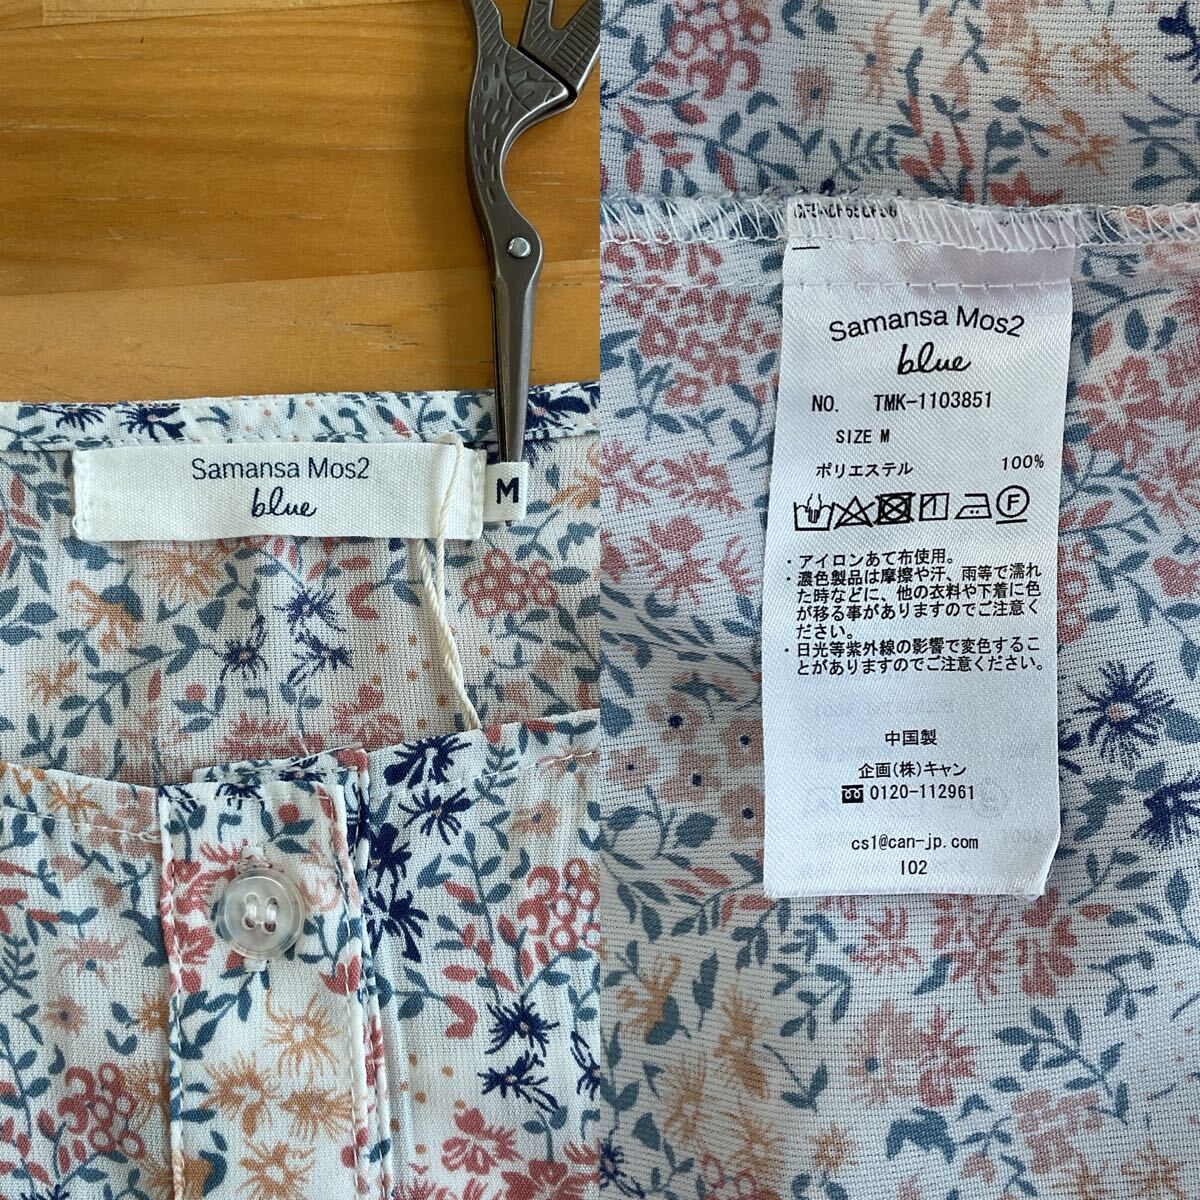 Samansa Mos2
blue
M
Samansa Mos2
blue
NO. TMK-1103851
SIZE M
ポリエステル 100%
F
・アイロンあて布使用。
・濃色製品は摩擦や汗、雨等で濡れ
た時などに、他の衣料や下着に色
が移る事がありますのでご注意く
ださい。
・日光等紫外線の影響で変色するこ
とがありますのでご注意ください。
中国製
企画(株)キャン
0120-112961
cs1@can-jp.com
I02